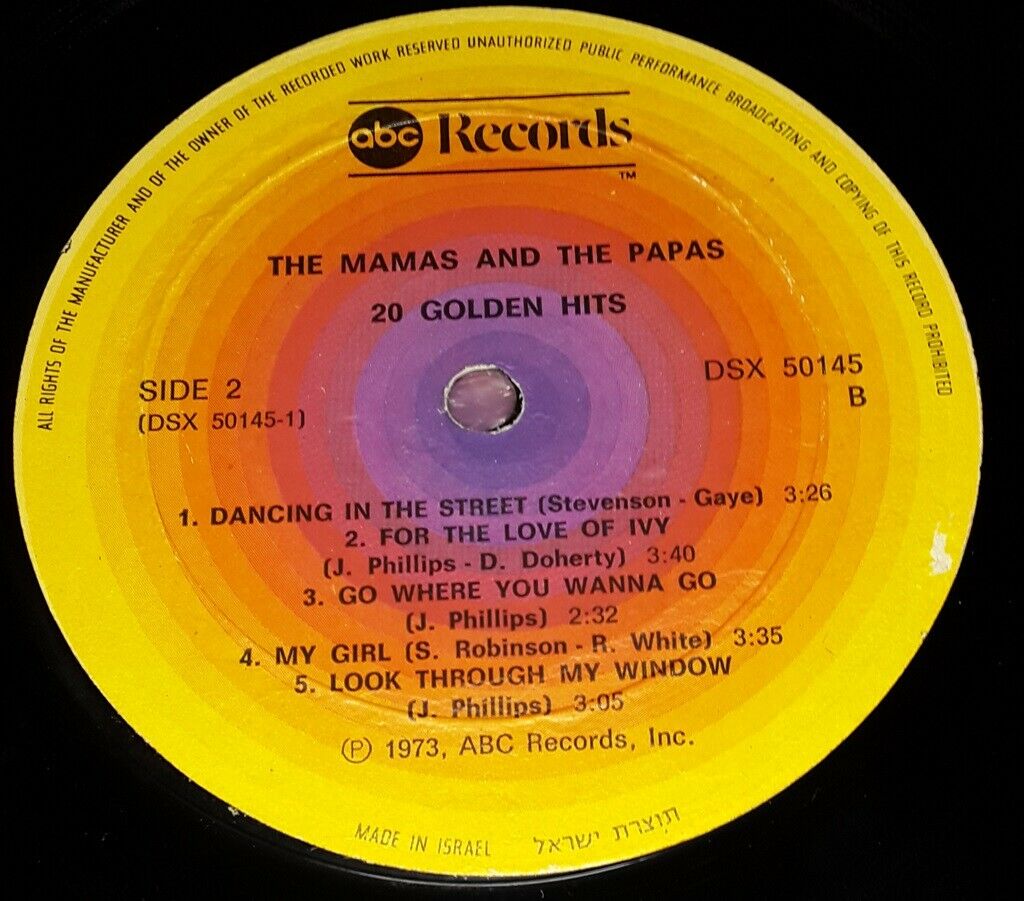 ALL RIGHTS OF THE MANUFACTURER AND OF THE OWNER OF THE RECORDED WORK RESERVED UNAUTHORIZED PUBLIC PERFORMANCE BROADCASTING AND COPYING OF THIS RECORD PROHIBITED
abc Records
TM
THE MAMAS AND THE PAPAS
20 GOLDEN HITS
SIDE 2
(DSX 50145-1)
DSX 50145
B
1. DANCING IN THE STREET (Stevenson - Gaye) 3:26
2. FOR THE LOVE OF IVY
(J. Phillips - D. Doherty) 3:40
3. GO WHERE YOU WANNA GO
(J. Phillips) 2:32
4. MY GIRL (S. Robinson - R. White) 3:35
5. LOOK THROUGH MY WINDOW
(J. Phillips) 3:05
℗ 1973, ABC Records, Inc.
MADE IN ISRAEL תוצרת ישראל